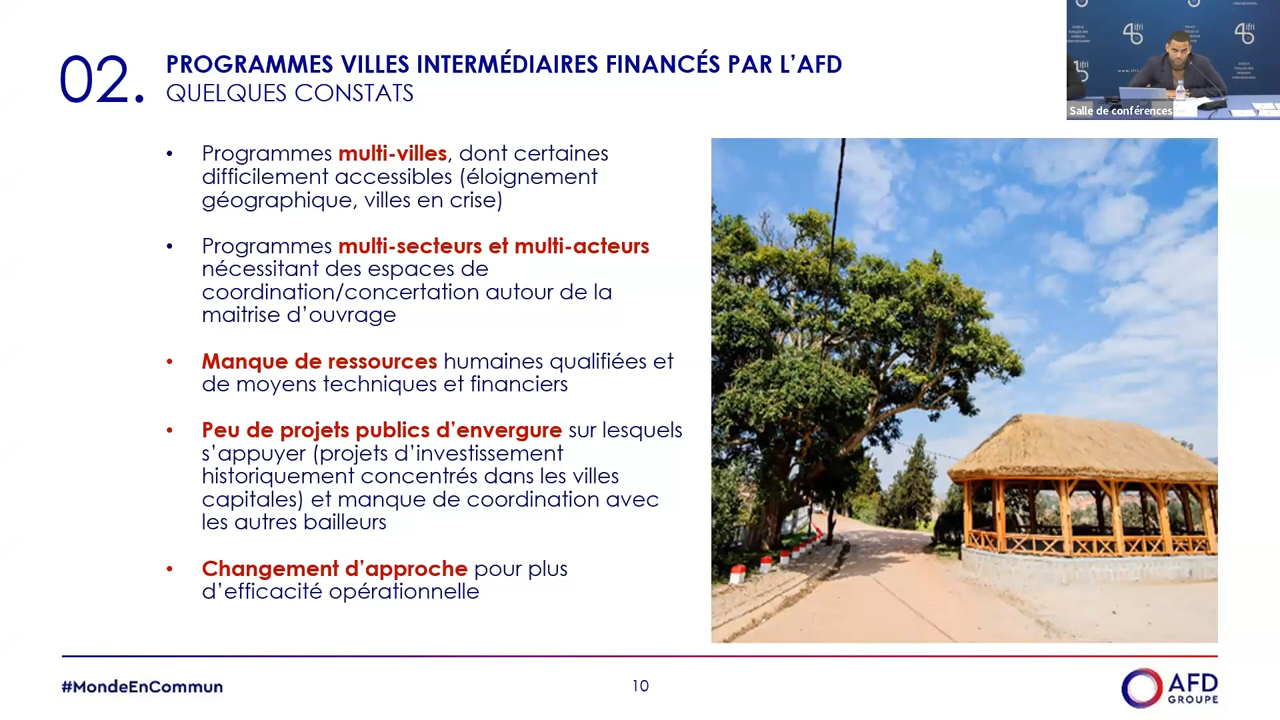 02.
PROGRAMMES VILLES INTERMÉDIAIRES FINANCÉS PAR L’AFD
QUELQUES CONSTATS
• Programmes multi-villes, dont certaines
difficilement accessibles (éloignement
géographique, villes en crise)
• Programmes multi-secteurs et multi-acteurs
nécessitant des espaces de
coordination/concertation autour de la
maitrise d’ouvrage
• Manque de ressources humaines qualifiées et
de moyens techniques et financiers
• Peu de projets publics d’envergure sur lesquels
s’appuyer (projets d’investissement
historiquement concentrés dans les villes
capitales) et manque de coordination avec
les autres bailleurs
• Changement d’approche pour plus
d’efficacité opérationnelle
ifri
Salle de conférences
#MondeEnCommun
10
AFD
GROUPE